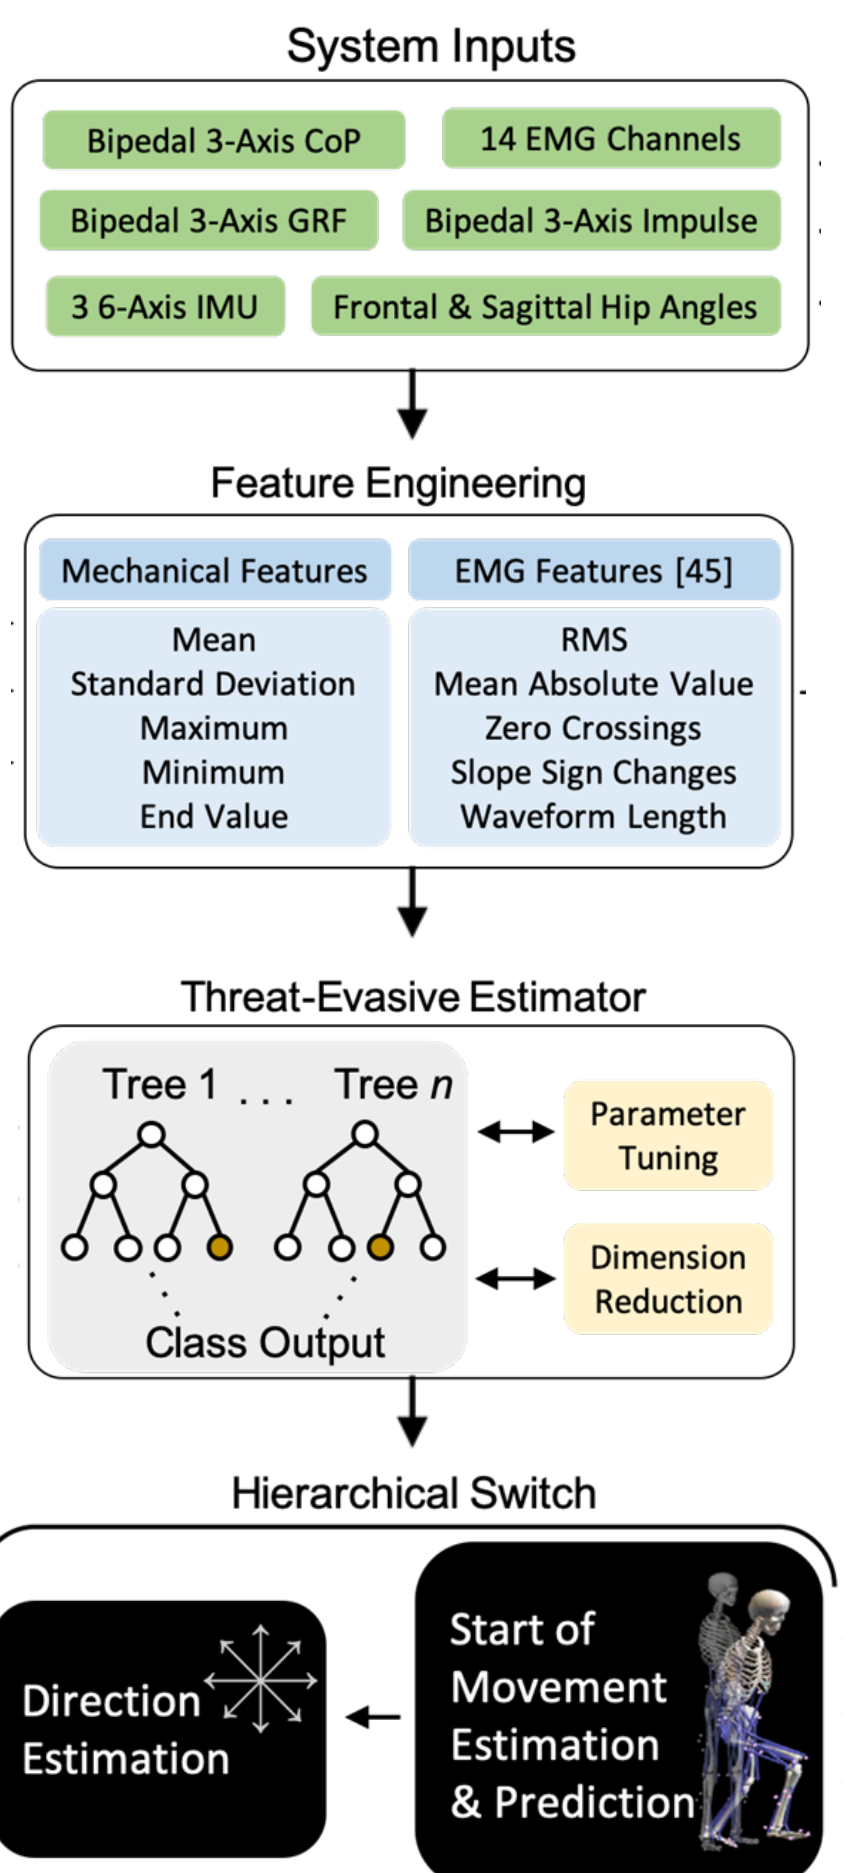 System Inputs
Bipedal 3-Axis CoP
14 EMG Channels
Bipedal 3-Axis GRF
Bipedal 3-Axis Impulse
3 6-Axis IMU
Frontal & Sagittal Hip Angles
Feature Engineering
Mechanical Features
Mean
Standard Deviation
Maximum
Minimum
End Value
EMG Features [45]
RMS
Mean Absolute Value
Zero Crossings
Slope Sign Changes
Waveform Length
Threat-Evasive Estimator
Tree 1 . . . Tree n
Class Output
Parameter
Tuning
Dimension
Reduction
Hierarchical Switch
Start of
Movement
Estimation
& Prediction
Direction
Estimation